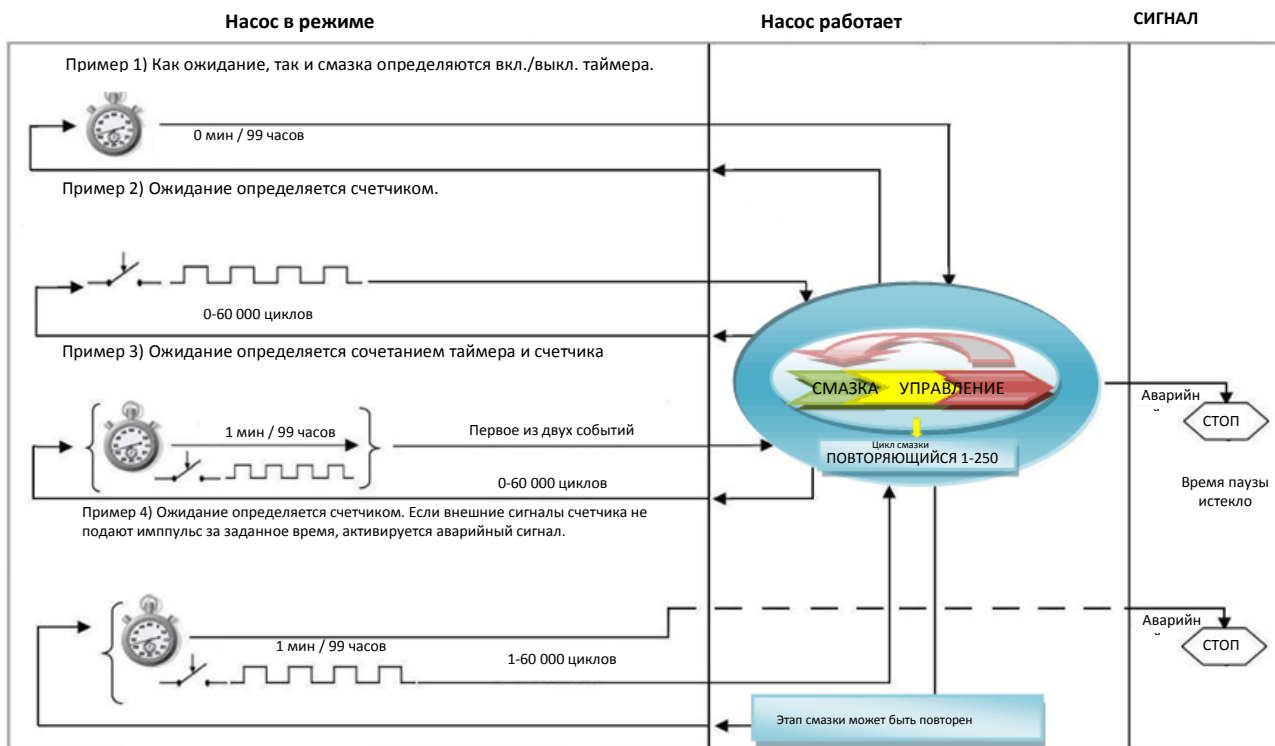 Насос в режиме
Насос работает
СИГНАЛ
Пример 1) Как ожидание, так и смазка определяются вкл./выкл. таймера.
0 мин / 99 часов
Пример 2) Ожидание определяется счетчиком.
0-60 000 циклов
Пример 3) Ожидание определяется сочетанием таймера и счетчика
СМАЗКА УПРАВЛЕНИЕ
Аварийн
СТОП
1 мин / 99 часов
Первое из двух событий
Цикл смазки
ПОВТОРЯЮЩИЙСЯ 1-250
0-60 000 циклов
Время паузы
истекло
Пример 4) Ожидание определяется счетчиком. Если внешние сигналы счетчика не
подают имппульс за заданное время, активируется аварийный сигнал.
Аварийн
СТОП
1 мин / 99 часов
1-60 000 циклов
Этап смазки может быть повторен